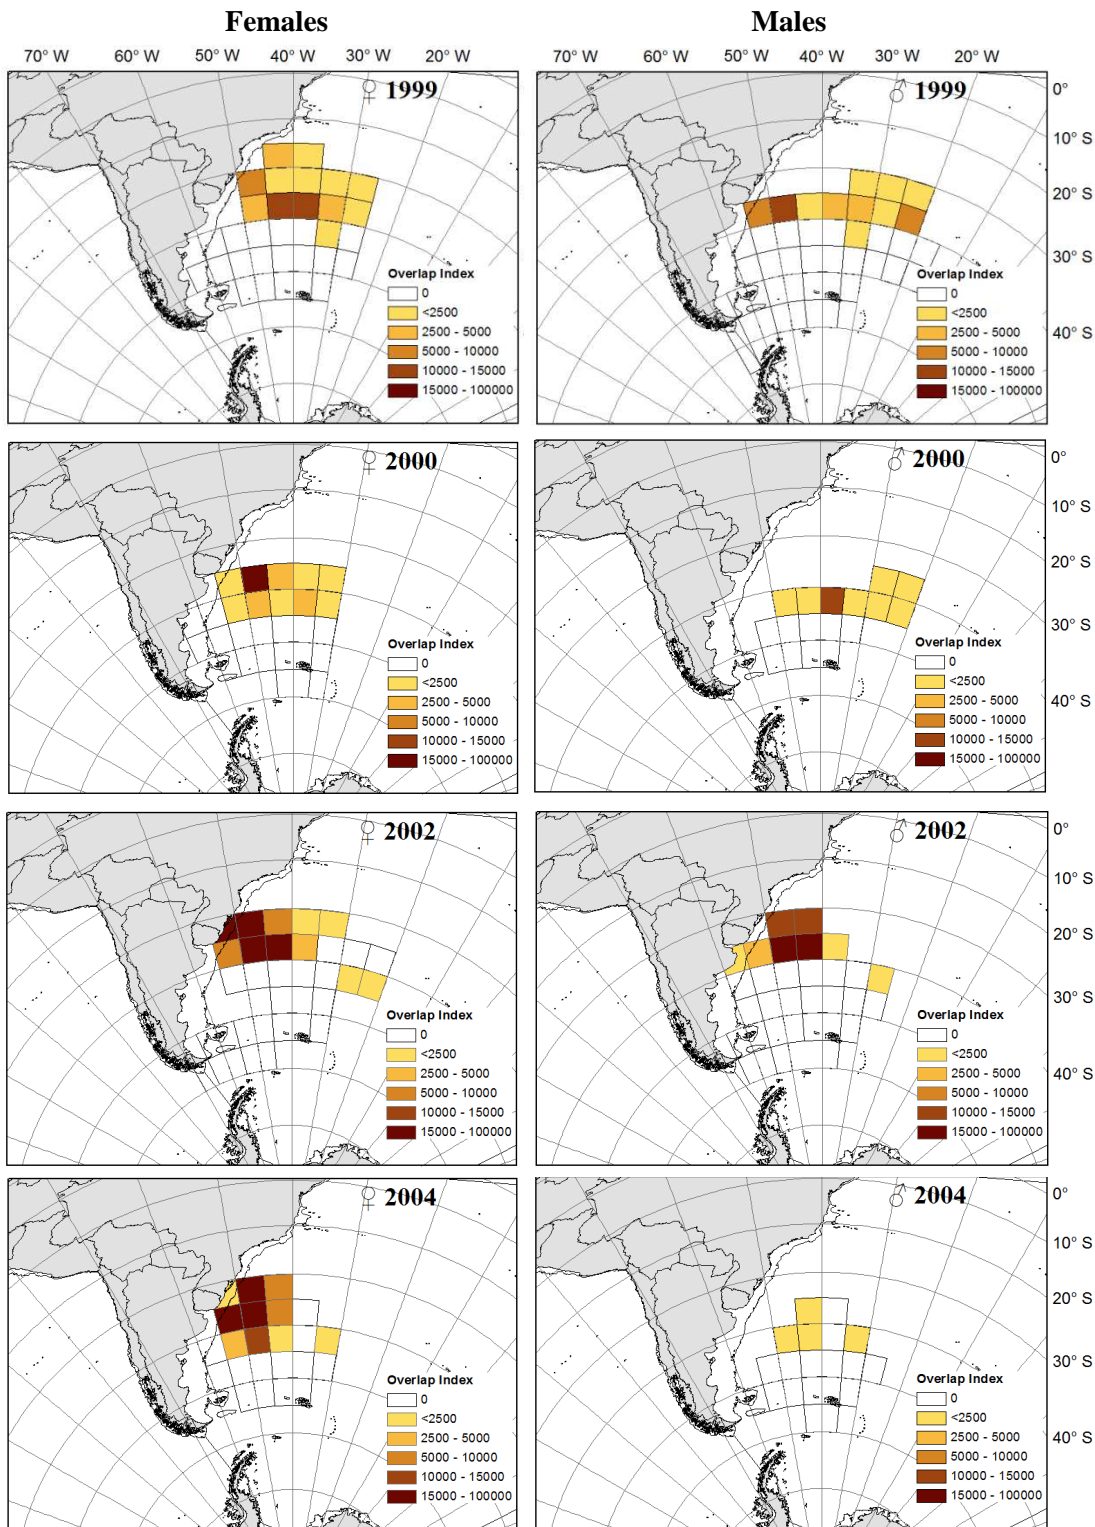 Females Males
70° W 60° W 50° W 40° W 30° W 20° W 70° W 60° W 50° W 40° W 30° W 20° W
♀ 1999 ♂ 1999
0°
10° S
20° S
30° S
40° S
Overlap Index
0
<2500
2500 - 5000
5000 - 10000
10000 - 15000
15000 - 100000
Overlap Index
0
<2500
2500 - 5000
5000 - 10000
10000 - 15000
15000 - 100000
♀ 2000 ♂ 2000
0°
10° S
20° S
30° S
40° S
Overlap Index
0
<2500
2500 - 5000
5000 - 10000
10000 - 15000
15000 - 100000
Overlap Index
0
<2500
2500 - 5000
5000 - 10000
10000 - 15000
15000 - 100000
♀ 2002 ♂ 2002
0°
10° S
20° S
30° S
40° S
Overlap Index
0
<2500
2500 - 5000
5000 - 10000
10000 - 15000
15000 - 100000
Overlap Index
0
<2500
2500 - 5000
5000 - 10000
10000 - 15000
15000 - 100000
♀ 2004 ♂ 2004
0°
10° S
20° S
30° S
40° S
Overlap Index
0
<2500
2500 - 5000
5000 - 10000
10000 - 15000
15000 - 100000
Overlap Index
0
<2500
2500 - 5000
5000 - 10000
10000 - 15000
15000 - 100000